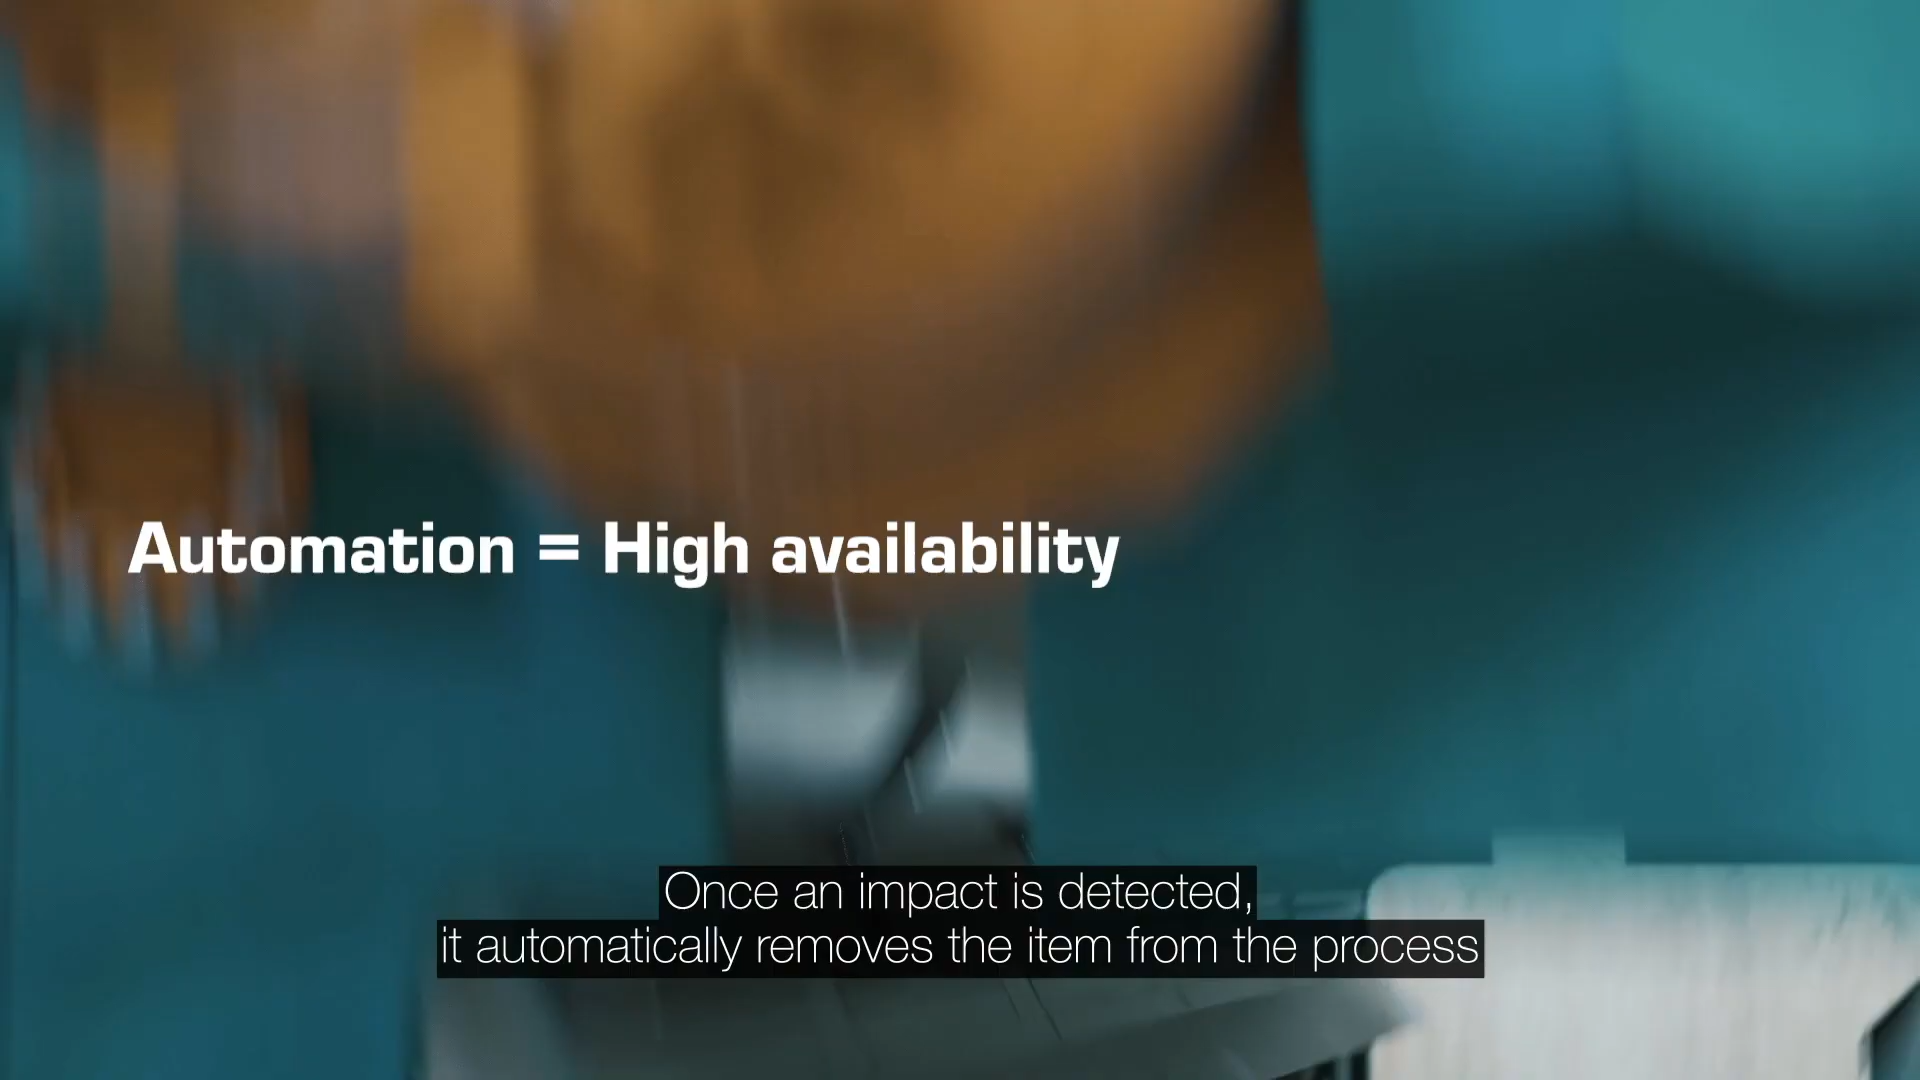 Automation = High availability
Once an impact is detected,
it automatically removes the item from the process